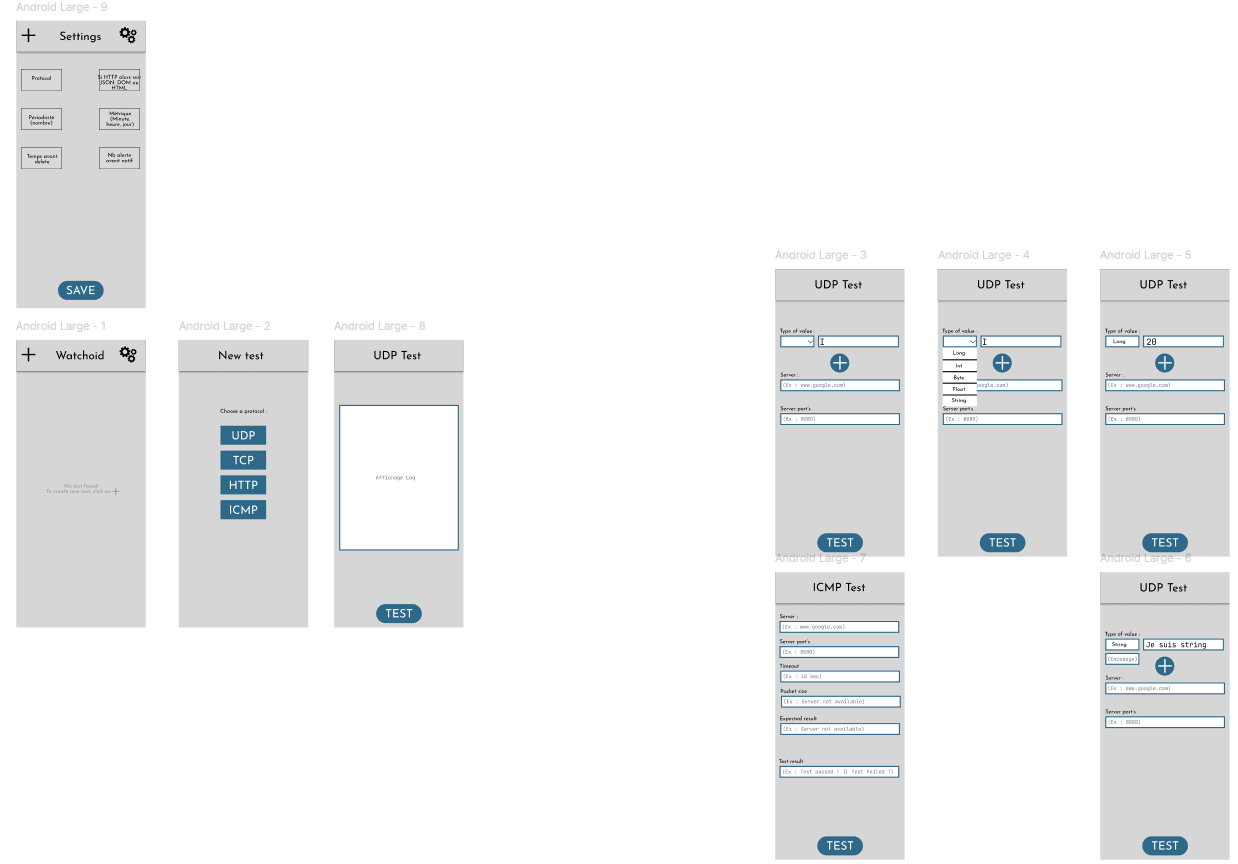 Android Large - 9
Settings
Protocol
Si HTTP alors soit
JSON, DOM ou
HTML
Périodicité
(nombre)
Métrique
(Minute,
heure, jour)
Temps avant
delete
Nb alerte
avant notif
SAVE
Android Large - 1
Watchoid
No test found
To create new test, click on
Android Large - 2
New test
Choose a protocol :
UDP
TCP
HTTP
ICMP
Android Large - 8
UDP Test
Affichage Log
TEST
Android Large - 3
UDP Test
Type of value :
I
Server :
(Ex : www.google.com)
Server port's
(Ex : 8080)
TEST
Android Large - 4
UDP Test
Type of value :
I
Long
Int
Byte
Float
String
google.com)
Server port's
(Ex : 8080)
TEST
Android Large - 5
UDP Test
Type of value :
Long
20
Server :
(Ex : www.google.com)
Server port's
(Ex : 8080)
TEST
Android Large - 7
ICMP Test
Server :
(Ex : www.google.com)
Server port's
(Ex : 8080)
Timeout
(Ex : 10 sec)
Packet size
(Ex : Server not available)
Expected result
(Ex : Server not available)
Test result
(Ex : Test passed ! || Test failed !)
TEST
Android Large - 6
UDP Test
Type of value :
String
Je suis string
(Encodage)
Server :
(Ex : www.google.com)
Server port's
(Ex : 8080)
TEST